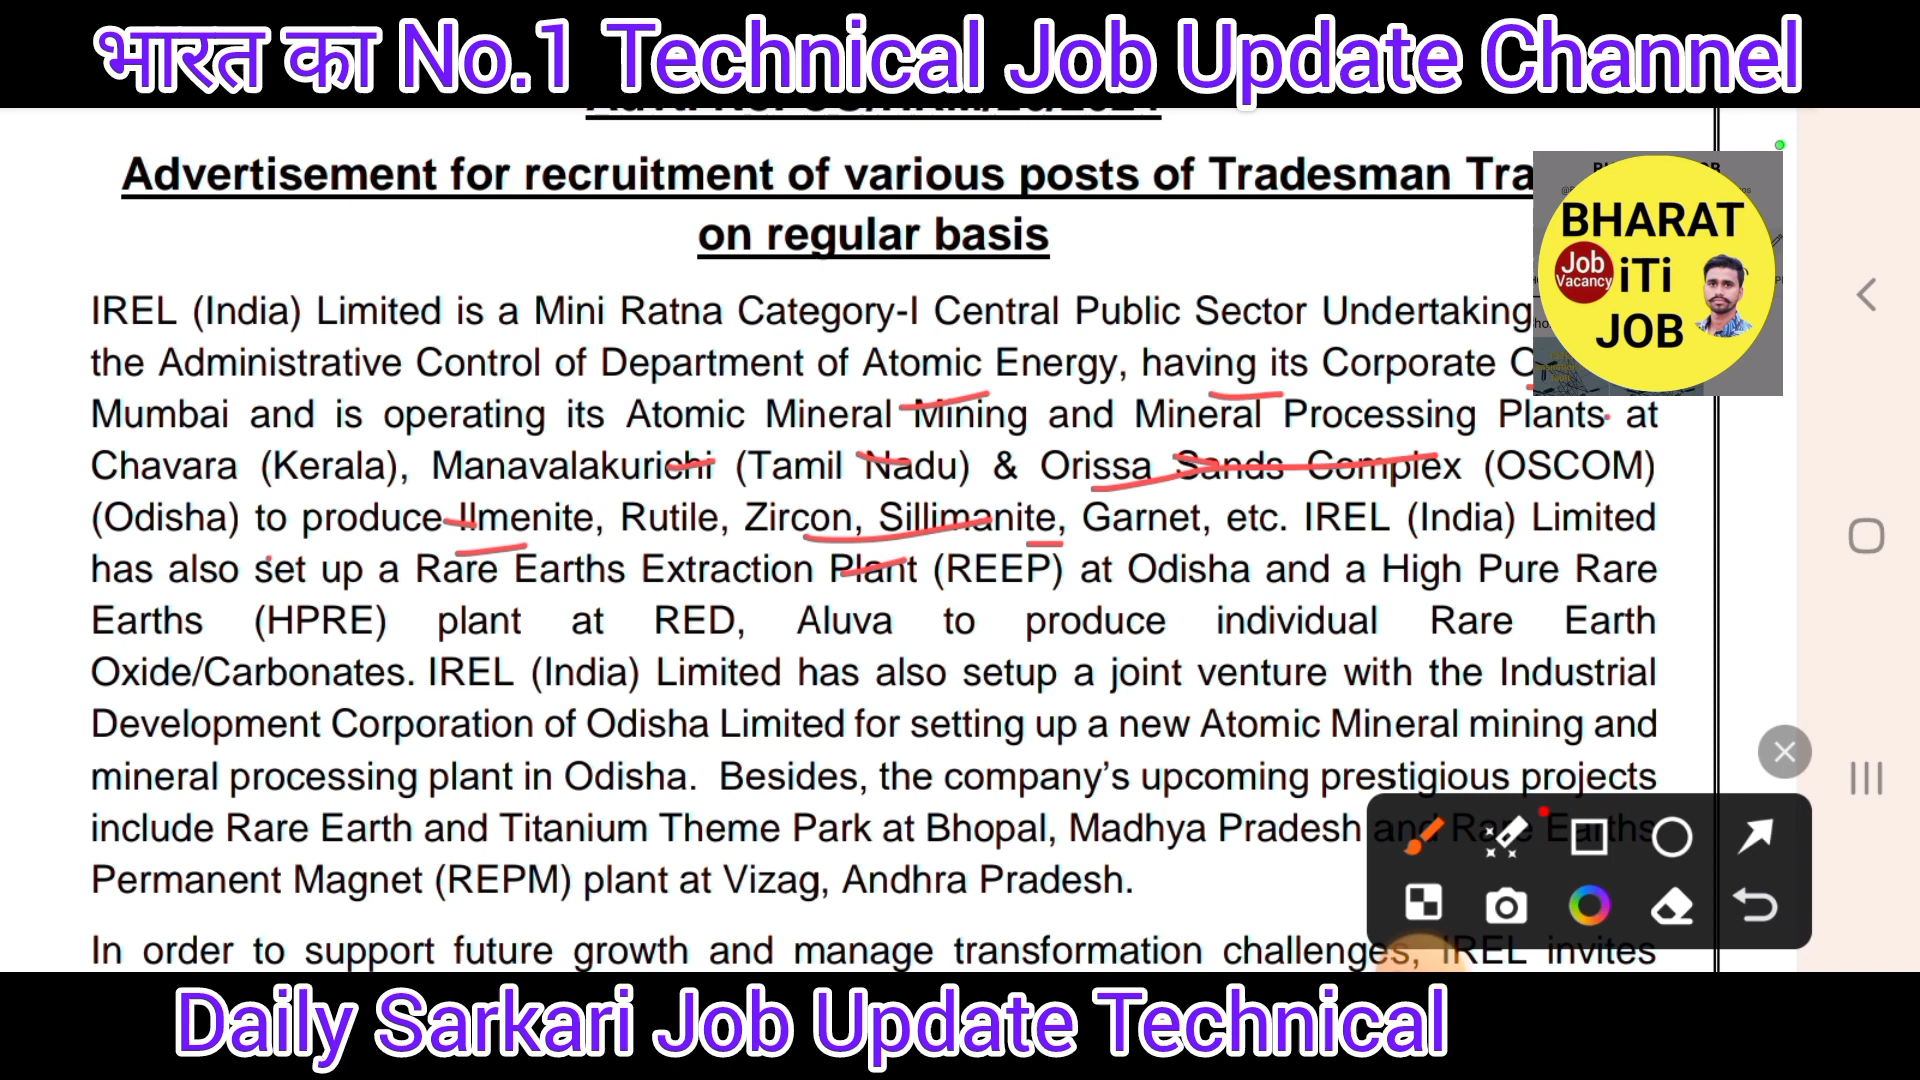 भारत का No.1 Technical Job Update Channel
Advertisement for recruitment of various posts of Tradesman Tra
on regular basis
IREL (India) Limited is a Mini Ratna Category-I Central Public Sector Undertaking
the Administrative Control of Department of Atomic Energy, having its Corporate
Mumbai and is operating its Atomic Mineral Mining and Mineral Processing Plants at
Chavara (Kerala), Manavalakurichi (Tamil Nadu) & Orissa Sands Complex (OSCOM)
(Odisha) to produce Ilmenite, Rutile, Zircon, Sillimanite, Garnet, etc. IREL (India) Limited
has also set up a Rare Earths Extraction Plant (REEP) at Odisha and a High Pure Rare
Earths (HPRE) plant at RED, Aluva to produce individual Rare Earth
Oxide/Carbonates. IREL (India) Limited has also setup a joint venture with the Industrial
Development Corporation of Odisha Limited for setting up a new Atomic Mineral mining and
mineral processing plant in Odisha. Besides, the company's upcoming prestigious projects
include Rare Earth and Titanium Theme Park at Bhopal, Madhya Pradesh and Rare Earths
Permanent Magnet (REPM) plant at Vizag, Andhra Pradesh.
In order to support future growth and manage transformation challenges, IREL invites
BHARAT
Job
Vacancy
iTi
JOB
Daily Sarkari Job Update Technical